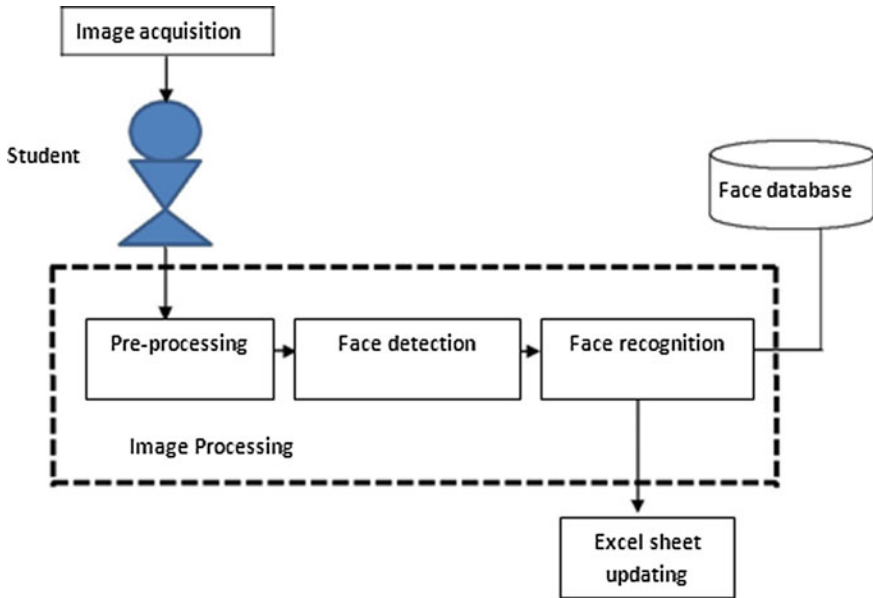 Image acquisition
Student
Face database
Pre-processing
Face detection
Face recognition
Image Processing
Excel sheet
updating